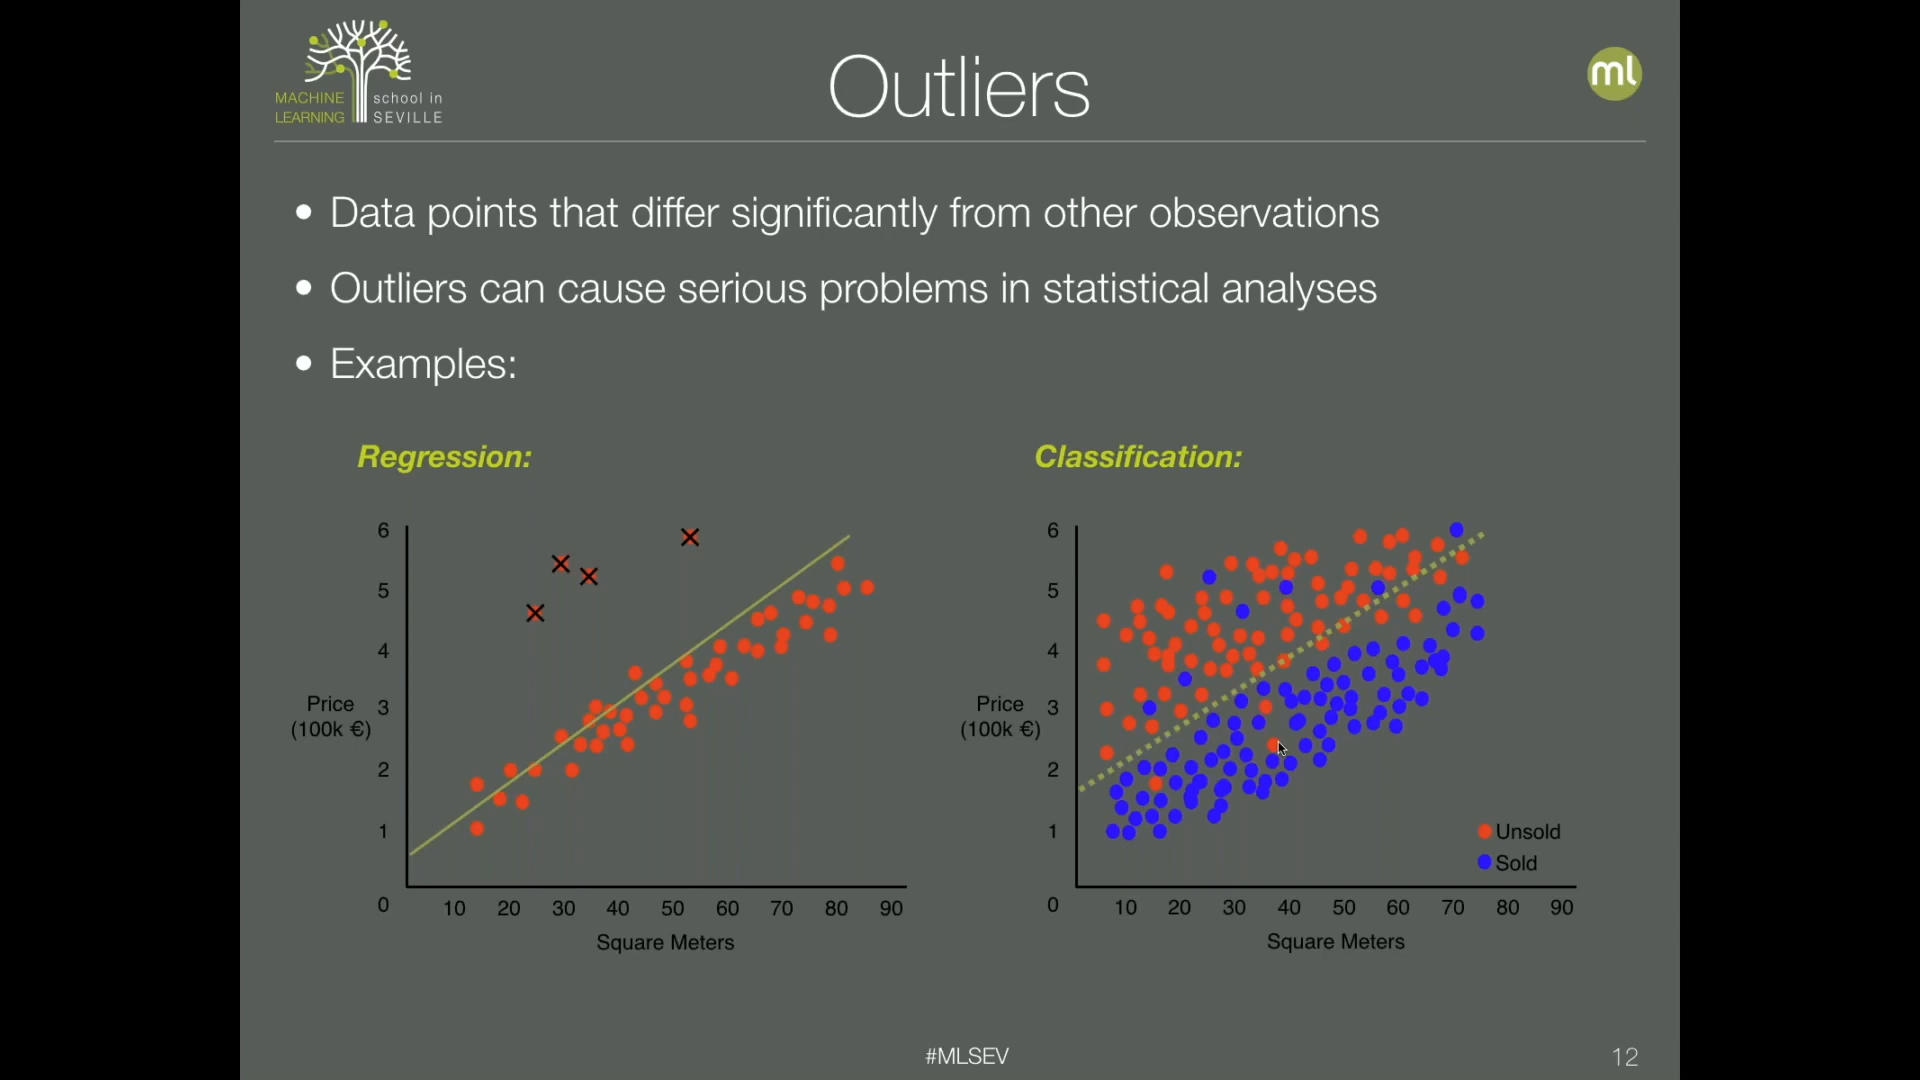 MACHINE school in
LEARNING SEVILLE
Outliers
ml
• Data points that differ significantly from other observations
• Outliers can cause serious problems in statistical analyses
• Examples:
Regression:
6
5
4
3
2
1
0
Price
(100k €)
10 20 30 40 50 60 70 80 90
Square Meters
Classification:
6
5
4
3
2
1
0
Price
(100k €)
Unsold
Sold
10 20 30 40 50 60 70 80 90
Square Meters
#MLSEV
12